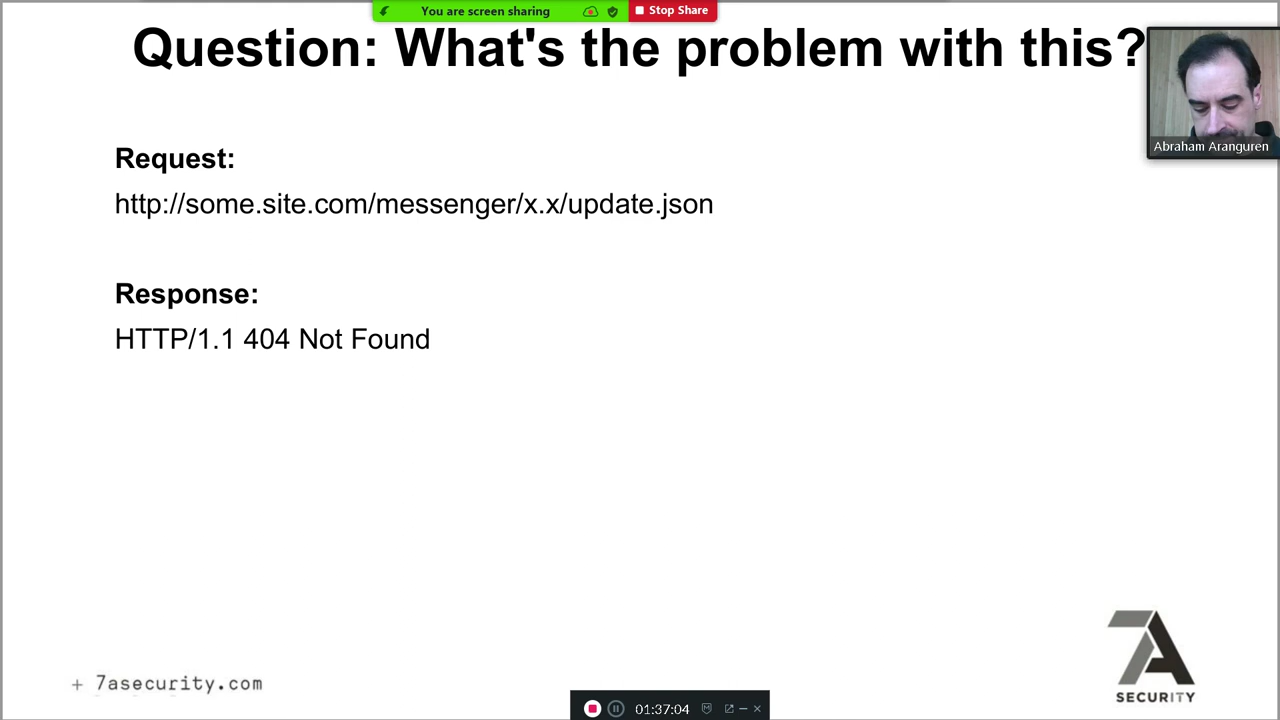 You are screen sharing
Stop Share
Question: What's the problem with this?
Abraham Aranguren
Request:
http://some.site.com/messenger/x.x/update.json
Response:
HTTP/1.1 404 Not Found
7A
SECURITY
+ 7asecurity.com
01:37:04